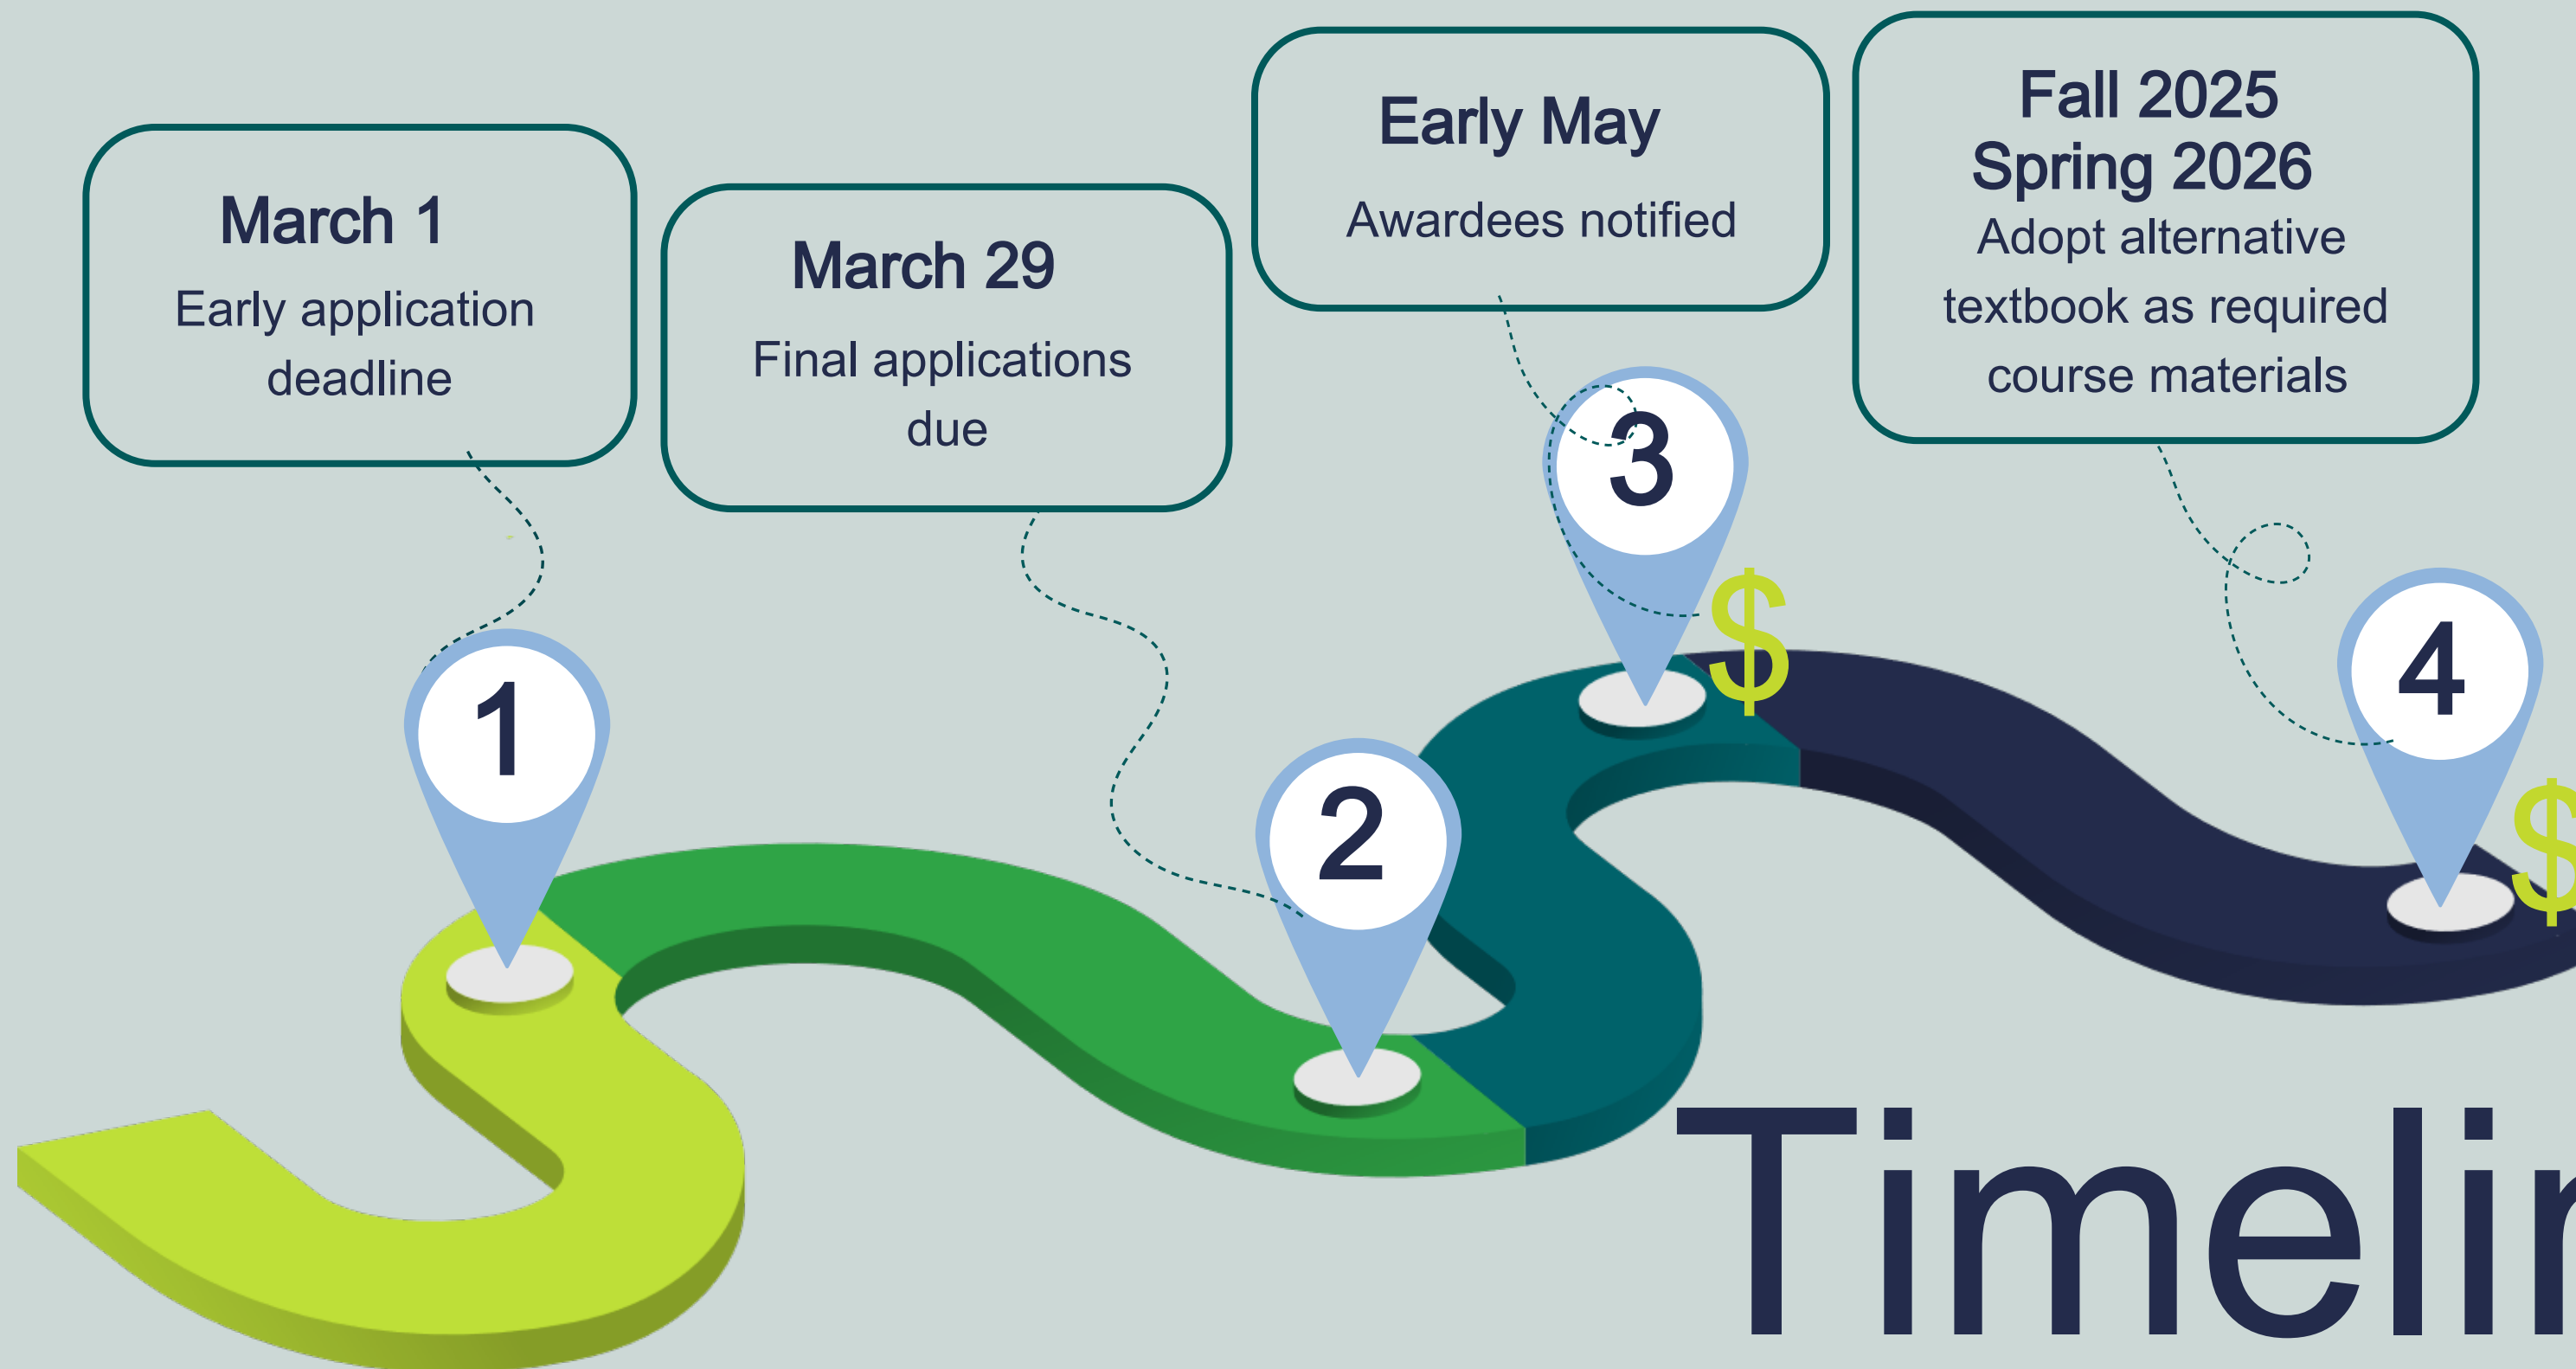 March 1
Early application
deadline
March 29
Final applications
due
Early May
Awardees notified
Fall 2025
Spring 2026
Adopt alternative
textbook as required
course materials
1
2
3
$
4
$